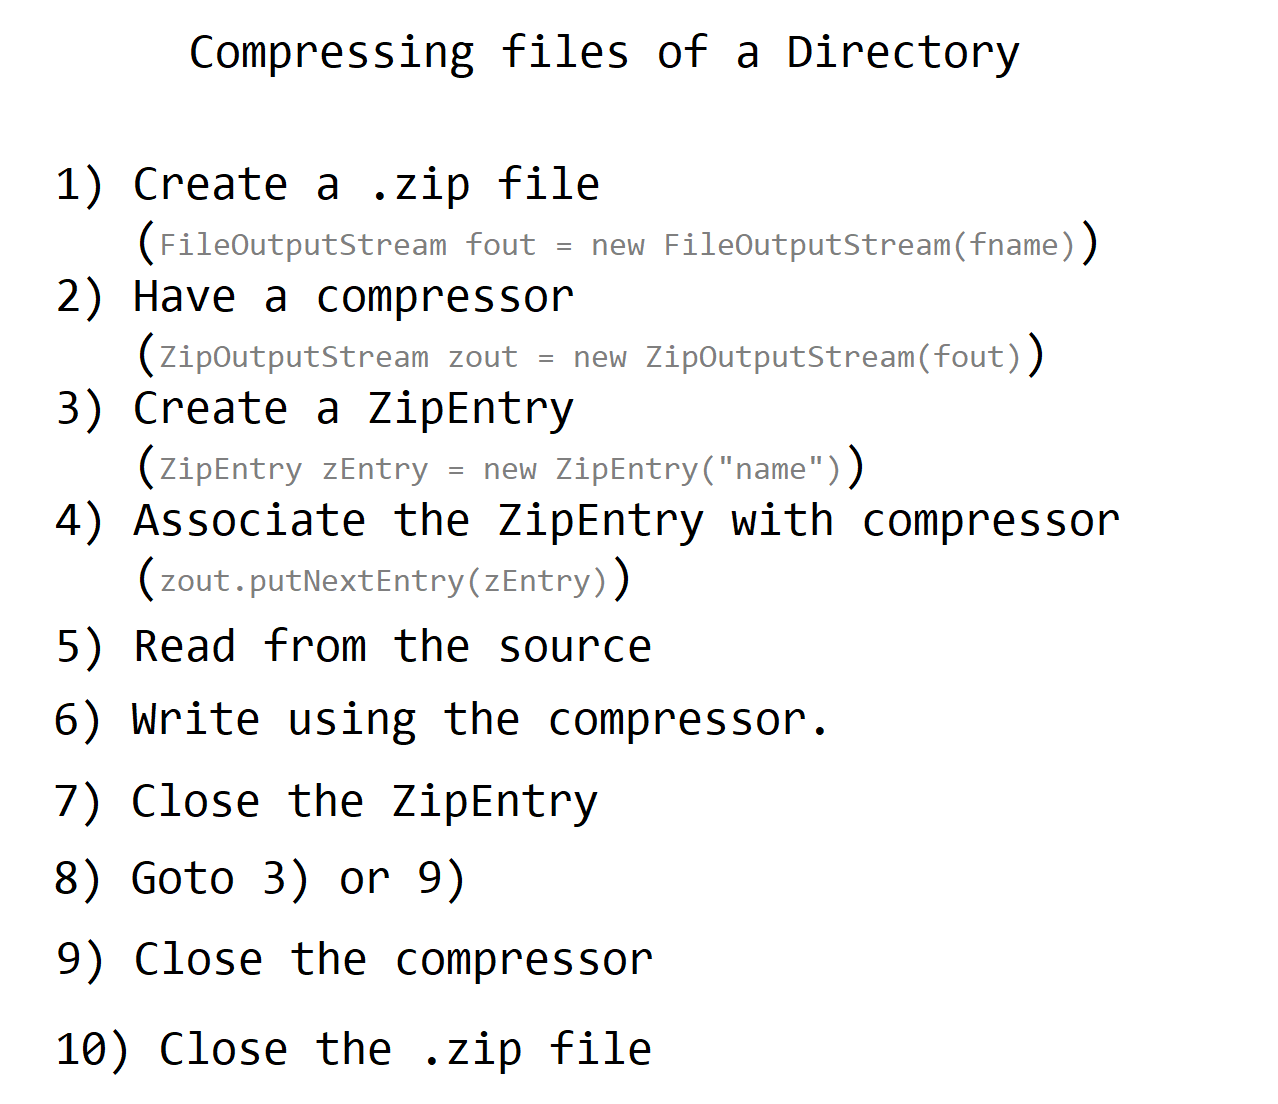 Compressing files of a Directory
1) Create a .zip file
(FileOutputStream fout = new FileOutputStream(fname))
2) Have a compressor
(ZipOutputStream zout = new ZipOutputStream(fout))
3) Create a ZipEntry
(ZipEntry zEntry = new ZipEntry("name"))
4) Associate the ZipEntry with compressor
(zout.putNextEntry(zEntry))
5) Read from the source
6) Write using the compressor.
7) Close the ZipEntry
8) Goto 3) or 9)
9) Close the compressor
10) Close the .zip file